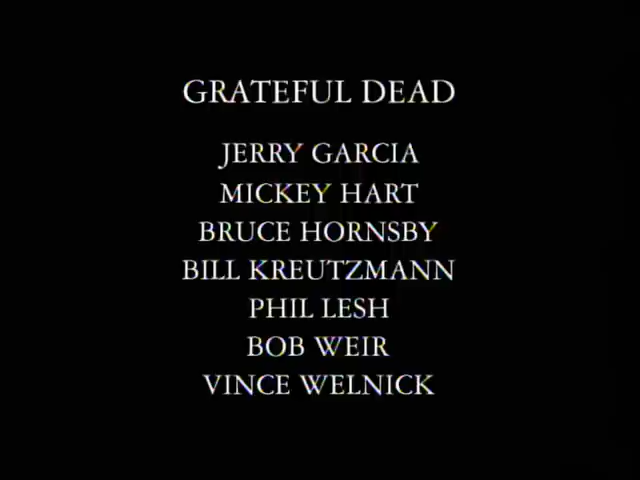 GRATEFUL DEAD
JERRY GARCIA
MICKEY HART
BRUCE HORNSBY
BILL KREUTZMANN
PHIL LESH
BOB WEIR
VINCE WELNICK